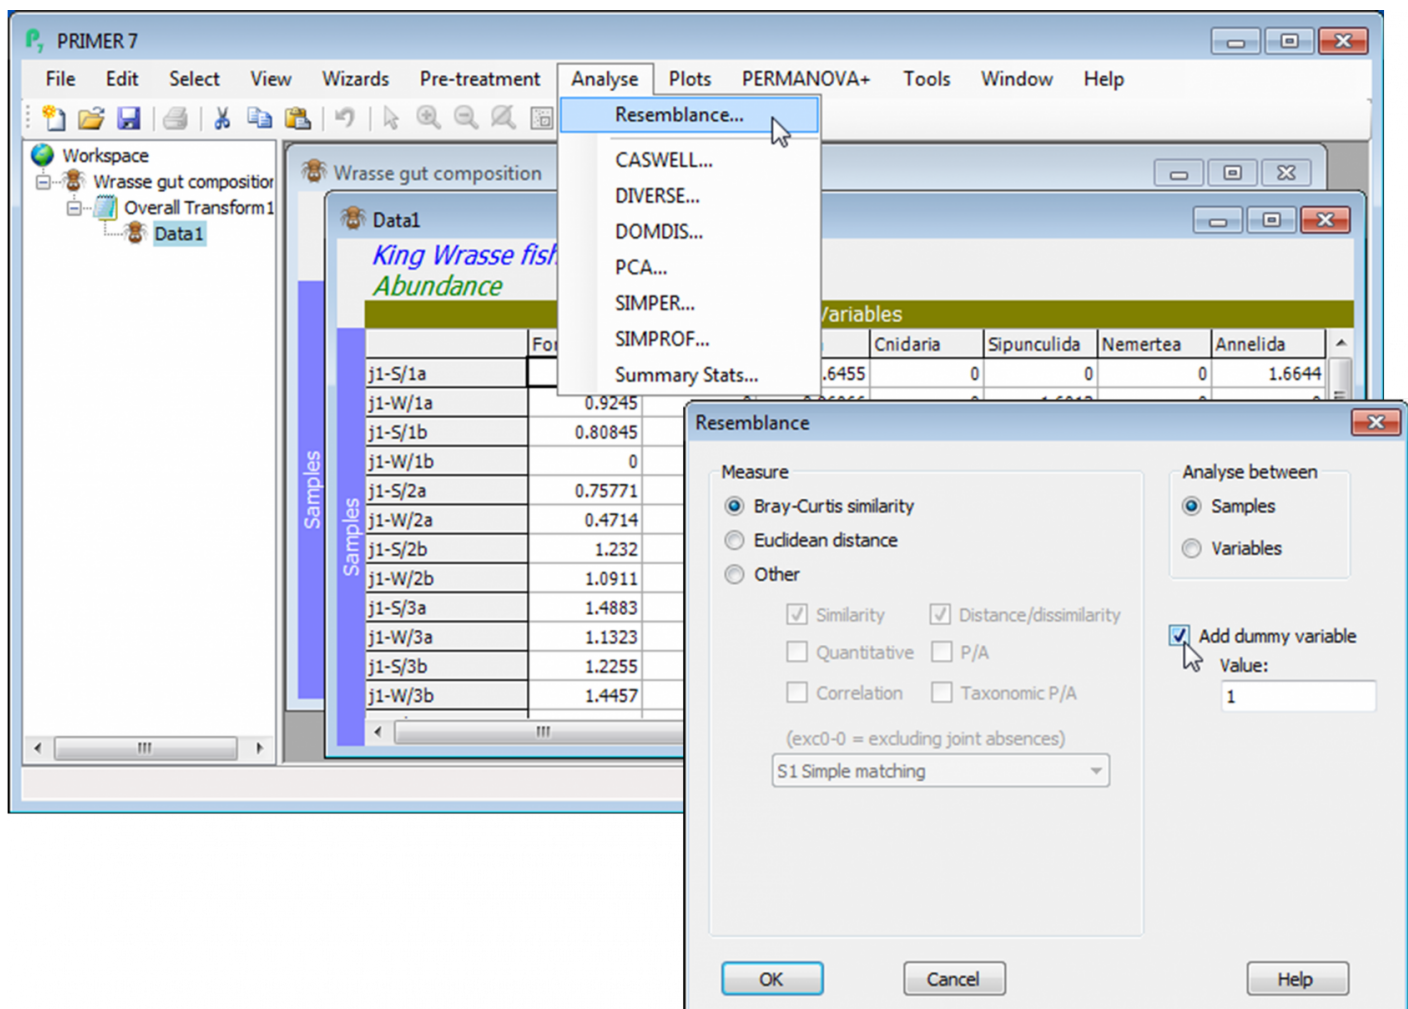 PRIMER 7
File Edit Select View Wizards Pre-treatment Analyse Plots PERMANOVA+ Tools Window Help
Resemblance...
CASWELL...
DIVERSE...
DOMDIS...
PCA...
SIMPER...
SIMPROF...
Summary Stats...
Workspace
Wrasse gut composition
Overall Transform1
Data1
Wrasse gut composition
Samples
Data1
King Wrasse fish
Abundance
Variables
Samples
Cnidaria Sipunculida Nemertea Annelida
j1-S/1a .6455 0 0 0 1.6644
j1-W/1a 0.9245
j1-S/1b 0.80845
j1-W/1b 0
j1-S/2a 0.75771
j1-W/2a 0.4714
j1-S/2b 1.232
j1-W/2b 1.0911
j1-S/3a 1.4883
j1-W/3a 1.1323
j1-S/3b 1.2255
j1-W/3b 1.4457
Resemblance
Measure
Bray-Curtis similarity
Euclidean distance
Other
Similarity Distance/dissimilarity
Quantitative P/A
Correlation Taxonomic P/A
(exc0-0 = excluding joint absences)
S1 Simple matching
Analyse between
Samples
Variables
Add dummy variable
Value:
1
OK Cancel Help